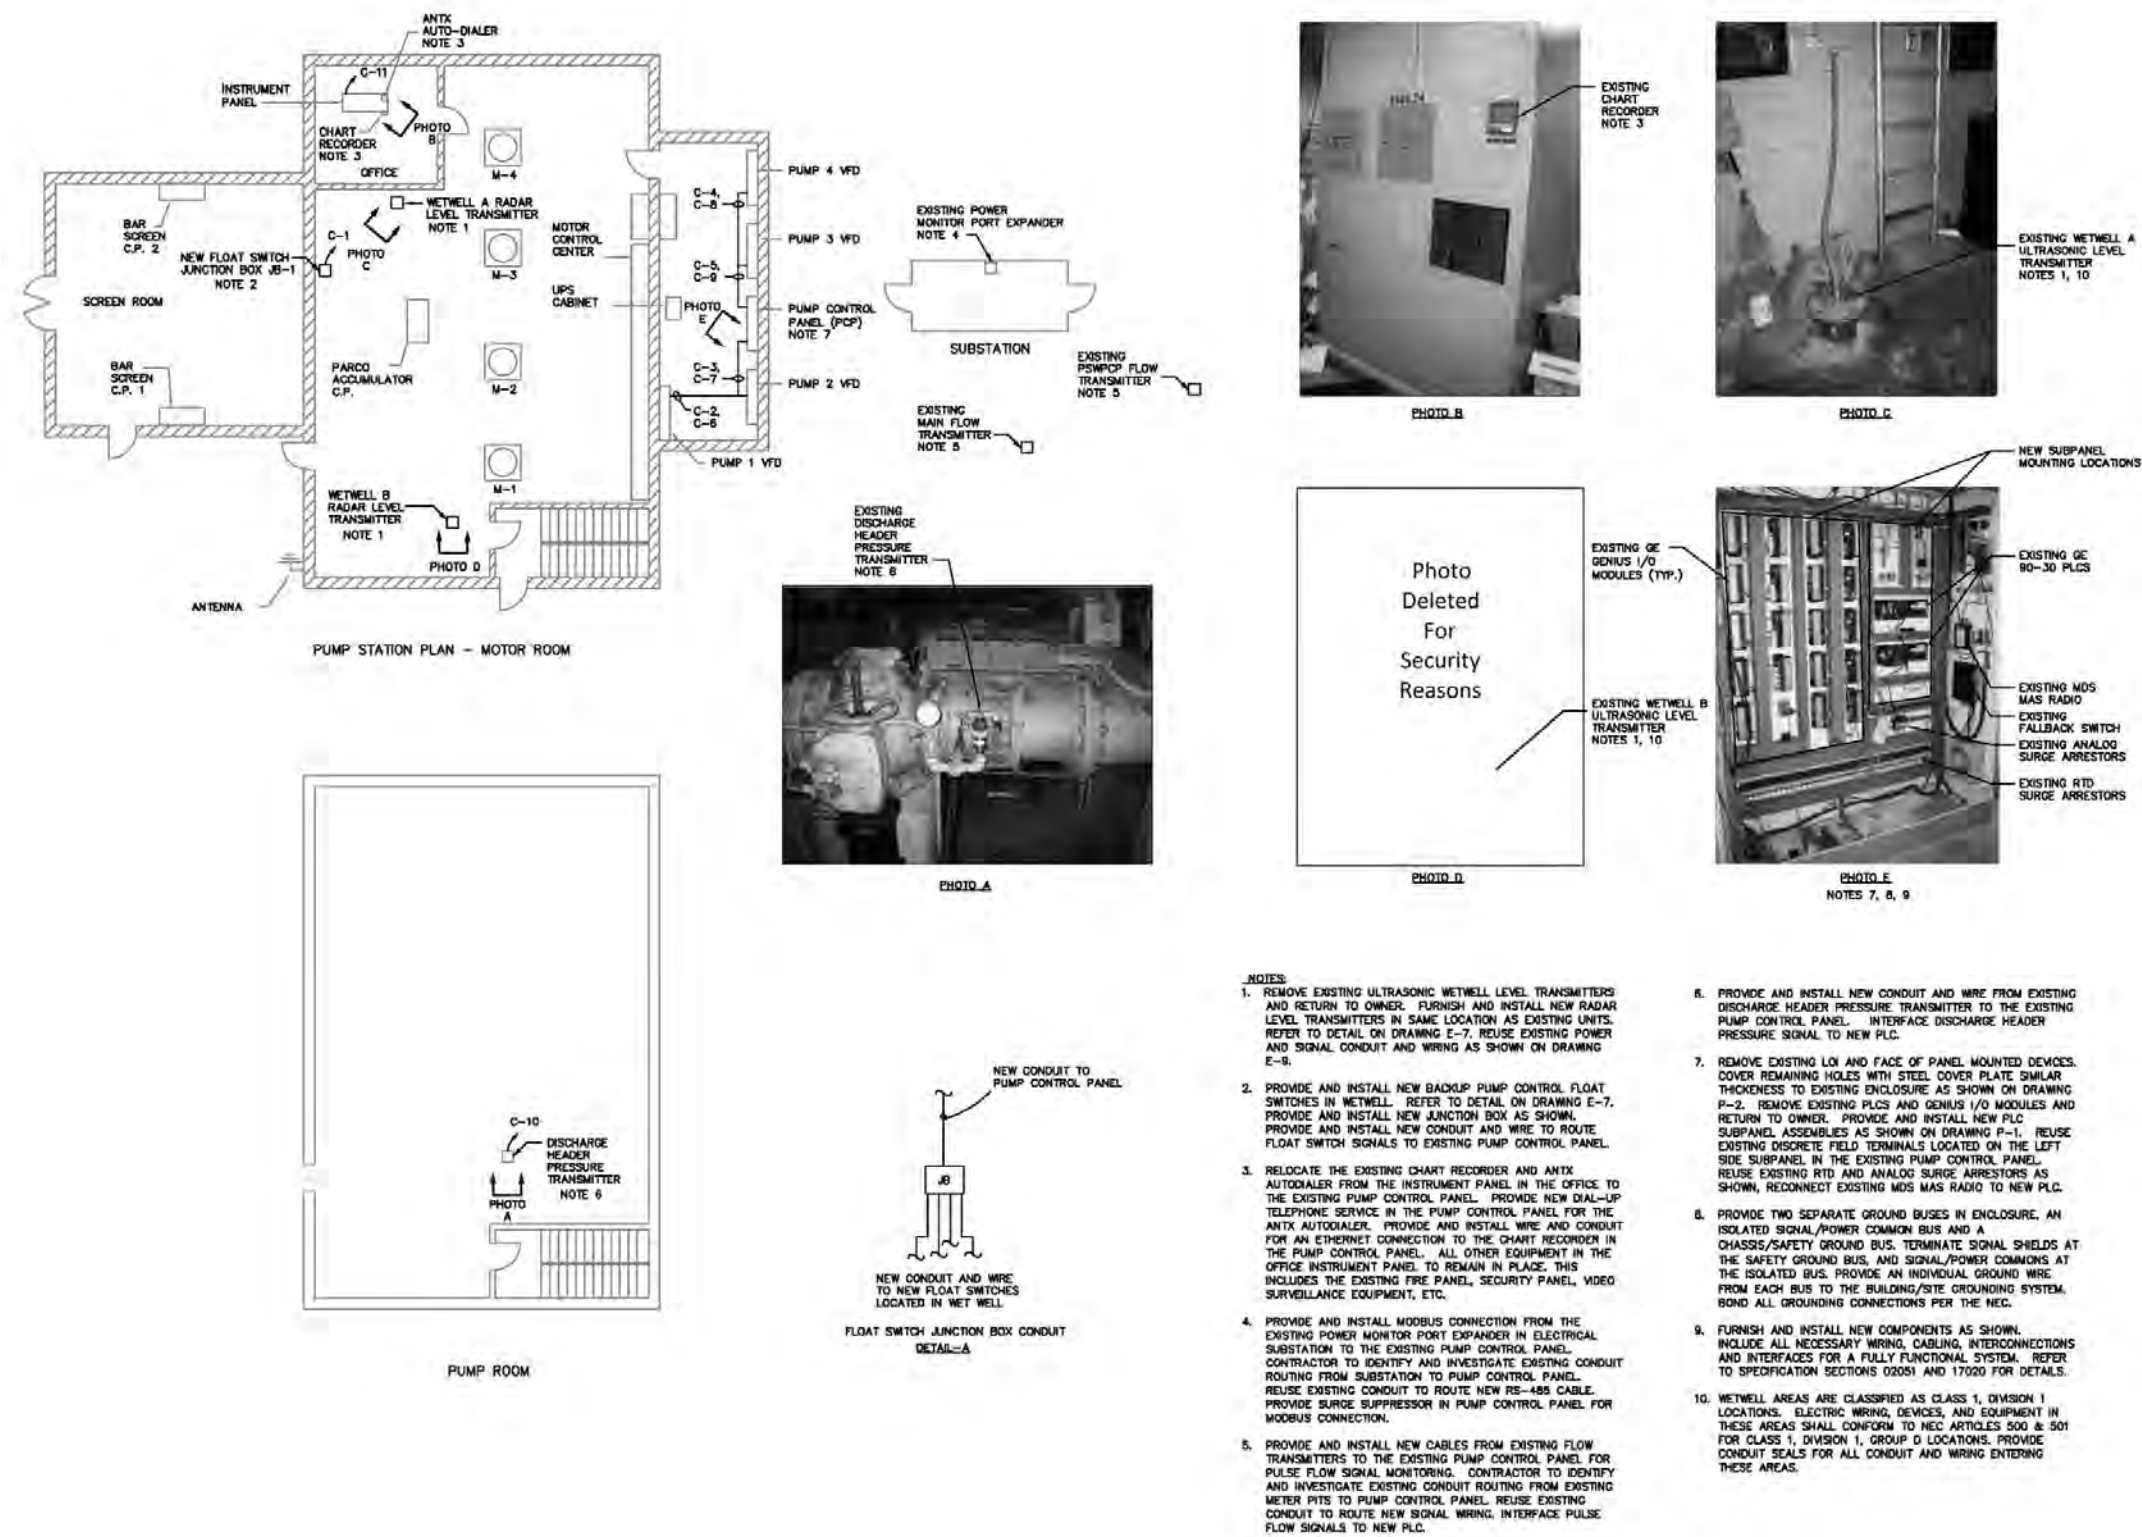 ANTX
AUTO-DIALER
NOTE 3
C-11
INSTRUMENT
PANEL
CHART
RECORDER
NOTE 3
PHOTO
B
OFFICE
M-4
WETWELL A RADAR
LEVEL TRANSMITTER
NOTE 1
BAR
SCREEN
C.P. 2
C-1
PHOTO
C
NEW FLOAT SWITCH
JUNCTION BOX JB-1
NOTE 2
M-3
MOTOR
CONTROL
CENTER
UPS
CABINET
SCREEN ROOM
PARCO
ACCUMULATOR
C.P.
BAR
SCREEN
C.P. 1
M-2
M-1
WETWELL B
RADAR LEVEL
TRANSMITTER
NOTE 1
PHOTO D
ANTENNA
PUMP STATION PLAN - MOTOR ROOM
C-4,
C-8
PUMP 4 VFD
PUMP 3 VFD
C-5,
C-9
PHOTO
E
PUMP CONTROL
PANEL (PCP)
NOTE 7
C-3,
C-7
PUMP 2 VFD
C-2,
C-6
PUMP 1 VFD
EXISTING POWER
MONITOR PORT EXPANDER
NOTE 4
SUBSTATION
EXISTING
PSWPCP FLOW
TRANSMITTER
NOTE 5
EXISTING
MAIN FLOW
TRANSMITTER
NOTE 5
EXISTING
DISCHARGE
HEADER
PRESSURE
TRANSMITTER
NOTE 6
PHOTO A
EXISTING
CHART
RECORDER
NOTE 3
PHOTO B
EXISTING WETWELL A
ULTRASONIC LEVEL
TRANSMITTER
NOTES 1, 10
PHOTO C
Photo
Deleted
For
Security
Reasons
EXISTING WETWELL B
ULTRASONIC LEVEL
TRANSMITTER
NOTES 1, 10
PHOTO D
NEW SUBPANEL
MOUNTING LOCATIONS
EXISTING GE
GENIUS I/O
MODULES (TYP.)
EXISTING GE
90-30 PLCS
EXISTING MDS
MAS RADIO
EXISTING
FALLBACK SWITCH
EXISTING ANALOG
SURGE ARRESTORS
EXISTING RTD
SURGE ARRESTORS
PHOTO E
NOTES 7, 8, 9
C-10
DISCHARGE
HEADER
PRESSURE
TRANSMITTER
NOTE 6
PHOTO
A
PUMP ROOM
NEW CONDUIT TO
PUMP CONTROL PANEL
JB
NEW CONDUIT AND WIRE
TO NEW FLOAT SWITCHES
LOCATED IN WET WELL
FLOAT SWITCH JUNCTION BOX CONDUIT
DETAIL-A
NOTES:
1. REMOVE EXISTING ULTRASONIC WETWELL LEVEL TRANSMITTERS
AND RETURN TO OWNER. FURNISH AND INSTALL NEW RADAR
LEVEL TRANSMITTERS IN SAME LOCATION AS EXISTING UNITS.
REFER TO DETAIL ON DRAWING E-7. REUSE EXISTING POWER
AND SIGNAL CONDUIT AND WIRING AS SHOWN ON DRAWING
E-9.
2. PROVIDE AND INSTALL NEW BACKUP PUMP CONTROL FLOAT
SWITCHES IN WETWELL. REFER TO DETAIL ON DRAWING E-7.
PROVIDE AND INSTALL NEW JUNCTION BOX AS SHOWN.
PROVIDE AND INSTALL NEW CONDUIT AND WIRE TO ROUTE
FLOAT SWITCH SIGNALS TO EXISTING PUMP CONTROL PANEL.
3. RELOCATE THE EXISTING CHART RECORDER AND ANTX
AUTODIALER FROM THE INSTRUMENT PANEL IN THE OFFICE TO
THE EXISTING PUMP CONTROL PANEL. PROVIDE NEW DIAL-UP
TELEPHONE SERVICE IN THE PUMP CONTROL PANEL FOR THE
ANTX AUTODIALER. PROVIDE AND INSTALL WIRE AND CONDUIT
FOR AN ETHERNET CONNECTION TO THE CHART RECORDER IN
THE PUMP CONTROL PANEL. ALL OTHER EQUIPMENT IN THE
OFFICE INSTRUMENT PANEL TO REMAIN IN PLACE. THIS
INCLUDES THE EXISTING FIRE PANEL, SECURITY PANEL, VIDEO
SURVEILLANCE EQUIPMENT, ETC.
4. PROVIDE AND INSTALL MODBUS CONNECTION FROM THE
EXISTING POWER MONITOR PORT EXPANDER IN ELECTRICAL
SUBSTATION TO THE EXISTING PUMP CONTROL PANEL.
CONTRACTOR TO IDENTIFY AND INVESTIGATE EXISTING CONDUIT
ROUTING FROM SUBSTATION TO PUMP CONTROL PANEL.
REUSE EXISTING CONDUIT TO ROUTE NEW RS-485 CABLE.
PROVIDE SURGE SUPPRESSOR IN PUMP CONTROL PANEL FOR
MODBUS CONNECTION.
5. PROVIDE AND INSTALL NEW CABLES FROM EXISTING FLOW
TRANSMITTERS TO THE EXISTING PUMP CONTROL PANEL FOR
PULSE FLOW SIGNAL MONITORING. CONTRACTOR TO IDENTIFY
AND INVESTIGATE EXISTING CONDUIT ROUTING FROM EXISTING
METER PITS TO PUMP CONTROL PANEL. REUSE EXISTING
CONDUIT TO ROUTE NEW SIGNAL WIRING. INTERFACE PULSE
FLOW SIGNALS TO NEW PLC.
6. PROVIDE AND INSTALL NEW CONDUIT AND WIRE FROM EXISTING
DISCHARGE HEADER PRESSURE TRANSMITTER TO THE EXISTING
PUMP CONTROL PANEL. INTERFACE DISCHARGE HEADER
PRESSURE SIGNAL TO NEW PLC.
7. REMOVE EXISTING LOI AND FACE OF PANEL MOUNTED DEVICES.
COVER REMAINING HOLES WITH STEEL COVER PLATE SIMILAR
THICKNESS TO EXISTING ENCLOSURE AS SHOWN ON DRAWING
P-2. REMOVE EXISTING PLCS AND GENIUS I/O MODULES AND
RETURN TO OWNER. PROVIDE AND INSTALL NEW PLC
SUBPANEL ASSEMBLIES AS SHOWN ON DRAWING P-1. REUSE
EXISTING DISCRETE FIELD TERMINALS LOCATED ON THE LEFT
SIDE SUBPANEL IN THE EXISTING PUMP CONTROL PANEL.
REUSE EXISTING RTD AND ANALOG SURGE ARRESTORS AS
SHOWN, RECONNECT EXISTING MDS MAS RADIO TO NEW PLC.
8. PROVIDE TWO SEPARATE GROUND BUSES IN ENCLOSURE, AN
ISOLATED SIGNAL/POWER COMMON BUS AND A
CHASSIS/SAFETY GROUND BUS. TERMINATE SIGNAL SHIELDS AT
THE SAFETY GROUND BUS, AND SIGNAL/POWER COMMONS AT
THE ISOLATED BUS. PROVIDE AN INDIVIDUAL GROUND WIRE
FROM EACH BUS TO THE BUILDING/SITE GROUNDING SYSTEM.
BOND ALL GROUNDING CONNECTIONS PER THE NEC.
9. FURNISH AND INSTALL NEW COMPONENTS AS SHOWN.
INCLUDE ALL NECESSARY WIRING, CABLING, INTERCONNECTIONS
AND INTERFACES FOR A FULLY FUNCTIONAL SYSTEM. REFER
TO SPECIFICATION SECTIONS 02051 AND 17020 FOR DETAILS.
10. WETWELL AREAS ARE CLASSIFIED AS CLASS 1, DIVISION 1
LOCATIONS. ELECTRIC WIRING, DEVICES, AND EQUIPMENT IN
THESE AREAS SHALL CONFORM TO NEC ARTICLES 500 & 501
FOR CLASS 1, DIVISION 1, GROUP D LOCATIONS. PROVIDE
CONDUIT SEALS FOR ALL CONDUIT AND WIRING ENTERING
THESE AREAS.